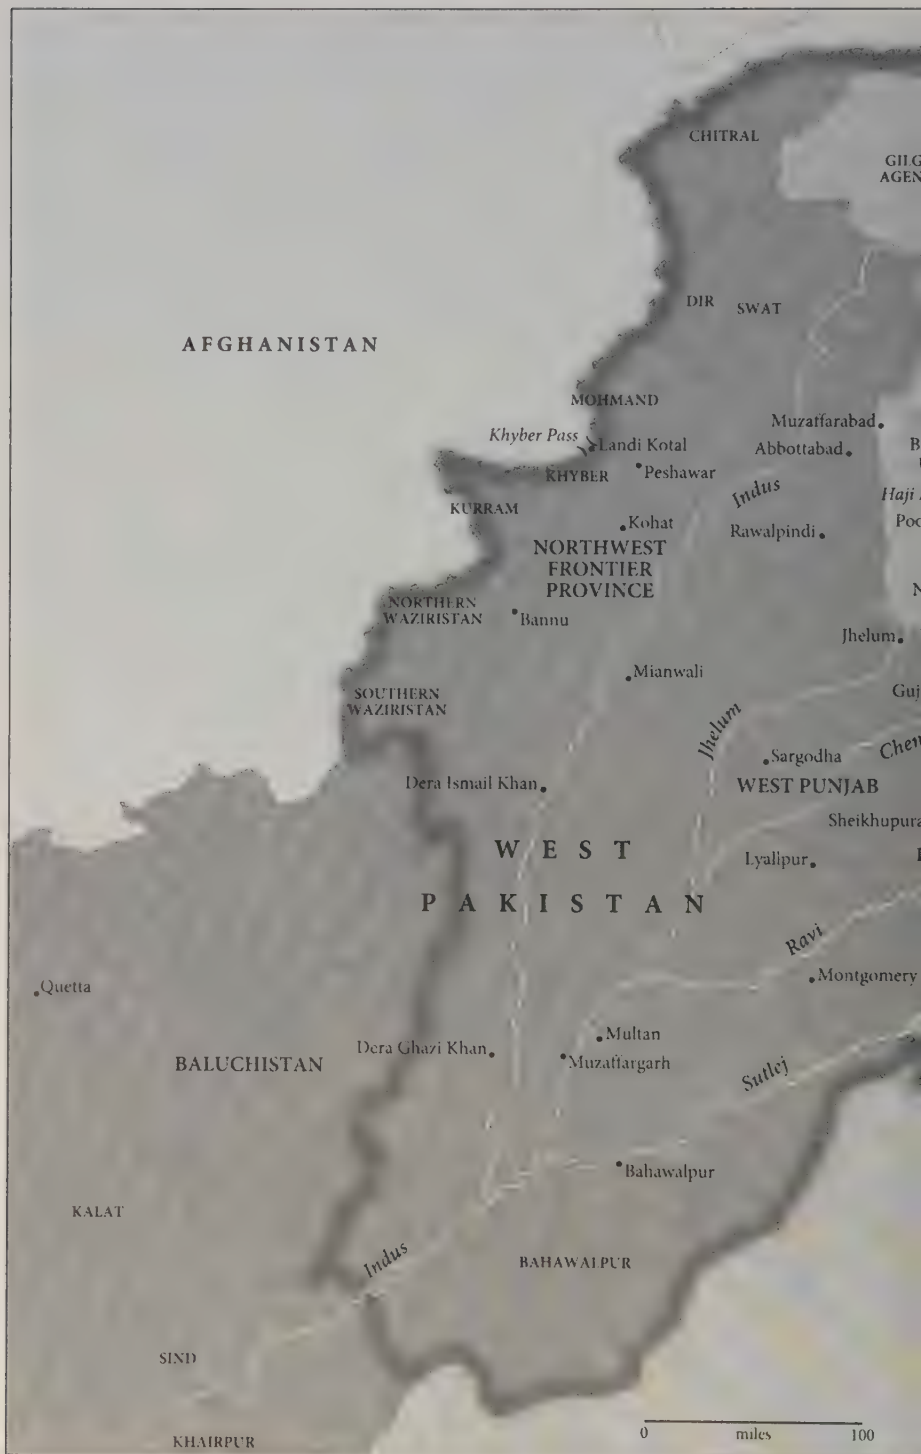 CHITRAL
GILG
AGEN
DIR
SWAT
AFGHANISTAN
MOHMAND
Muzaffarabad
Khyber Pass
Landi Kotal
Abbottabad
B
KHYBER
Peshawar
Indus
Haji
KURRAM
Kohat
Rawalpindi
Poo
NORTHWEST
FRONTIER
PROVINCE
N
NORTHERN
WAZIRISTAN
Bannu
Jhelum
Mianwali
SOUTHERN
WAZIRISTAN
Guj
Jhelum
Chen
Sargodha
Dera Ismail Khan
WEST PUNJAB
Sheikhupura
WEST
PAKISTAN
Lyallpur
Ravi
Quetta
Montgomery
BALUCHISTAN
Dera Ghazi Khan
Multan
Muzaffargarh
Sutlej
Bahawalpur
KALAT
Indus
BAHAWALPUR
SIND
0 miles 100
KHAIRPUR